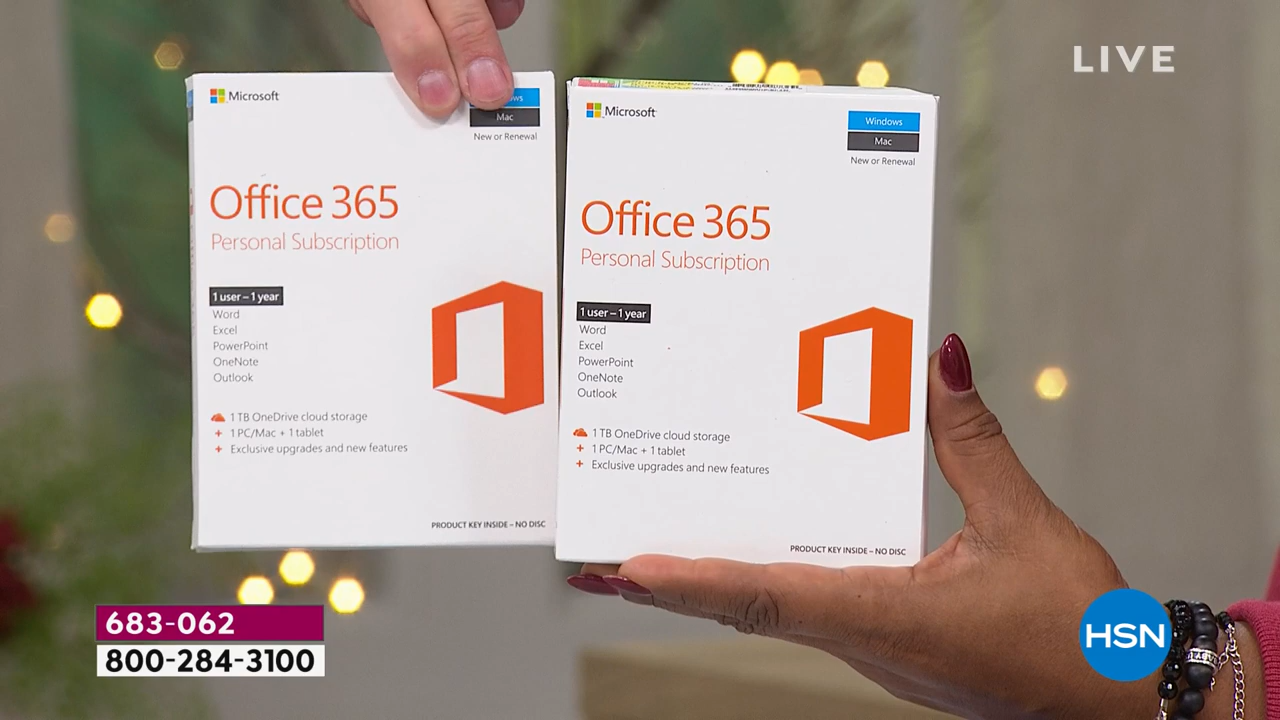 LIVE
Microsoft
Mac
New or Renewal
Office 365
Personal Subscription
1 user – 1 year
Word
Excel
PowerPoint
OneNote
Outlook
1 TB OneDrive cloud storage
+ 1 PC/Mac + 1 tablet
+ Exclusive upgrades and new features
PRODUCT KEY INSIDE – NO DISC
Microsoft
Windows
Mac
New or Renewal
Office 365
Personal Subscription
1 user – 1 year
Word
Excel
PowerPoint
OneNote
Outlook
1 TB OneDrive cloud storage
+ 1 PC/Mac + 1 tablet
+ Exclusive upgrades and new features
PRODUCT KEY INSIDE – NO DISC
683-062
800-284-3100
HSN